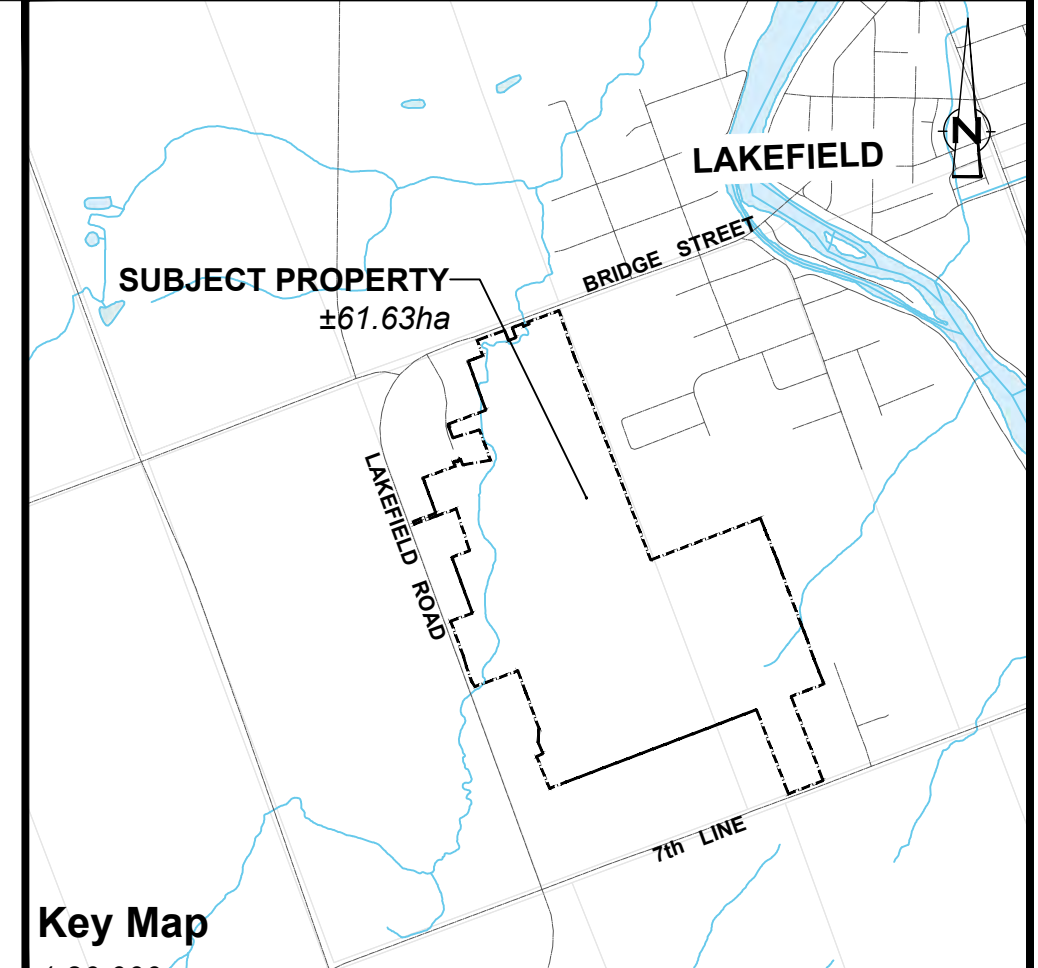 N
LAKEFIELD
BRIDGE STREET
SUBJECT PROPERTY
±61.63ha
LAKEFIELD ROAD
7th LINE
Key Map